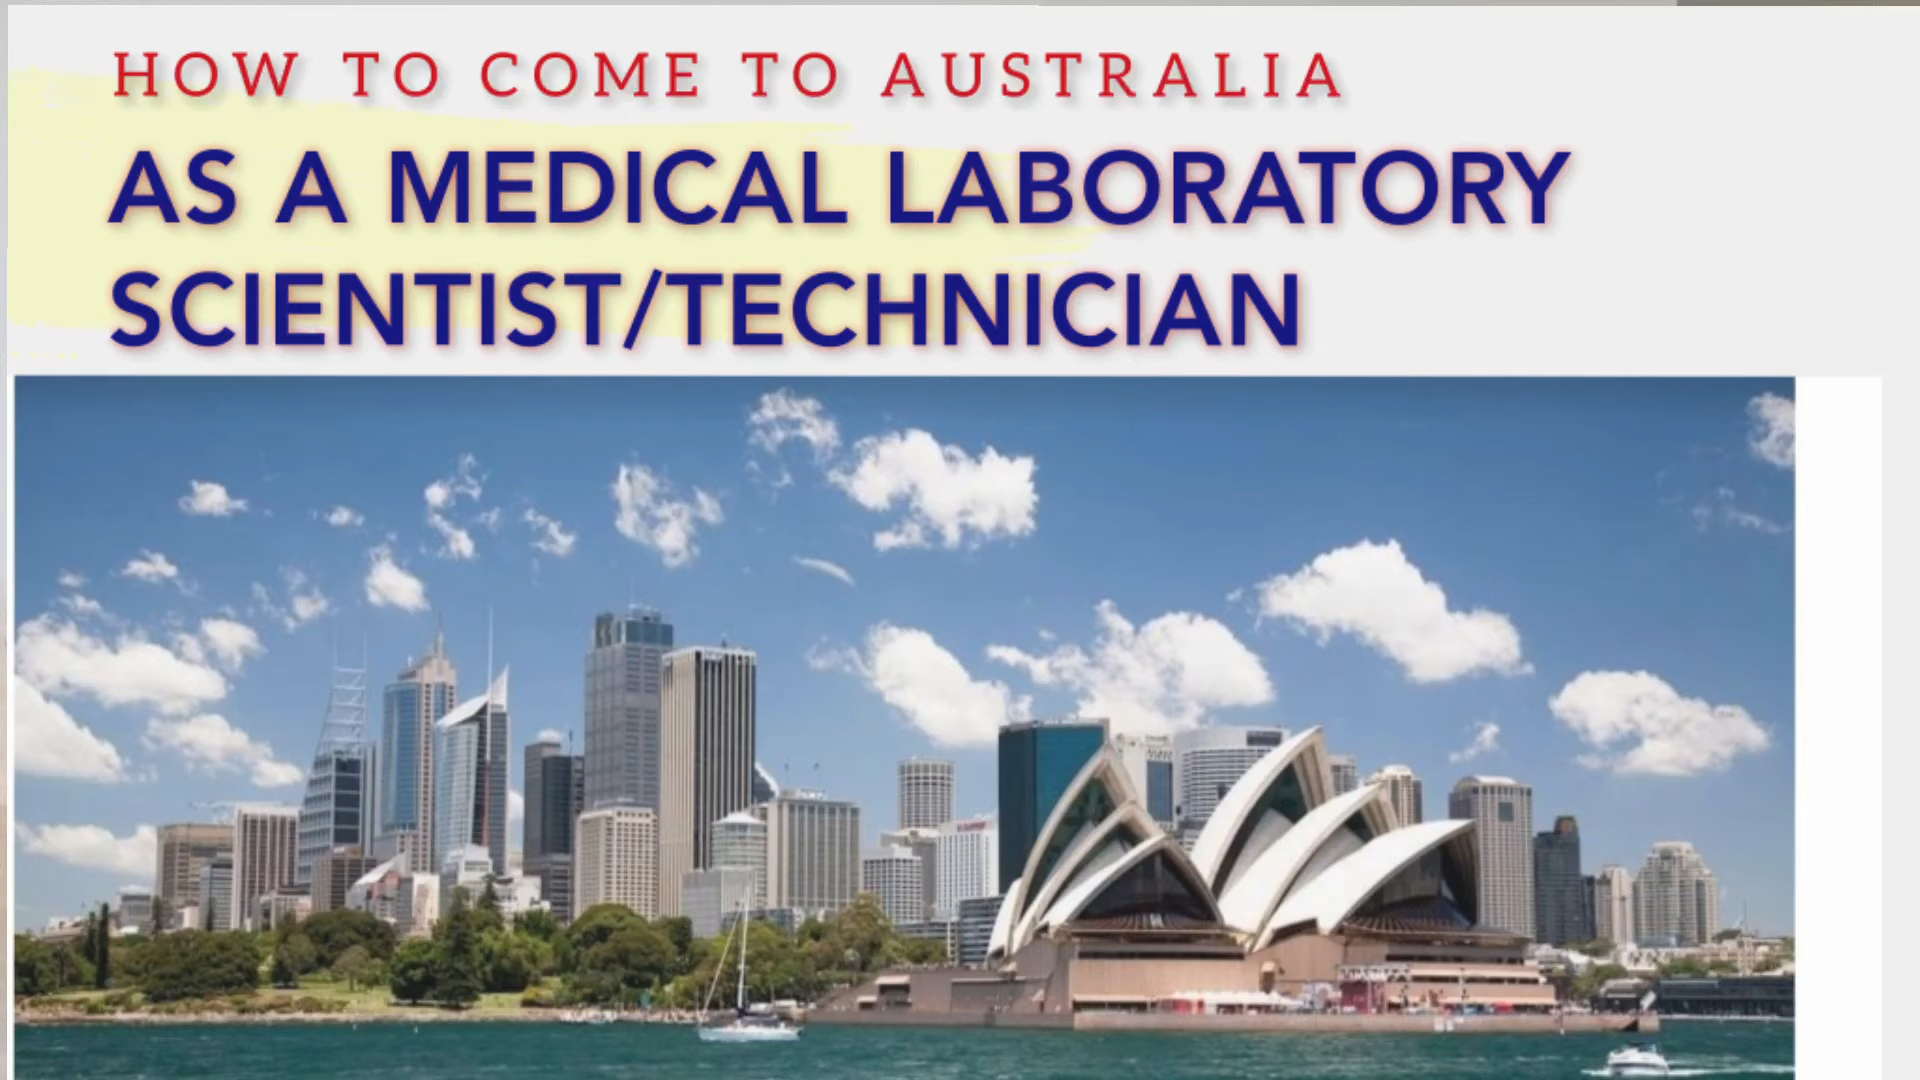 HOW TO COME TO AUSTRALIA
AS A MEDICAL LABORATORY
SCIENTIST/TECHNICIAN